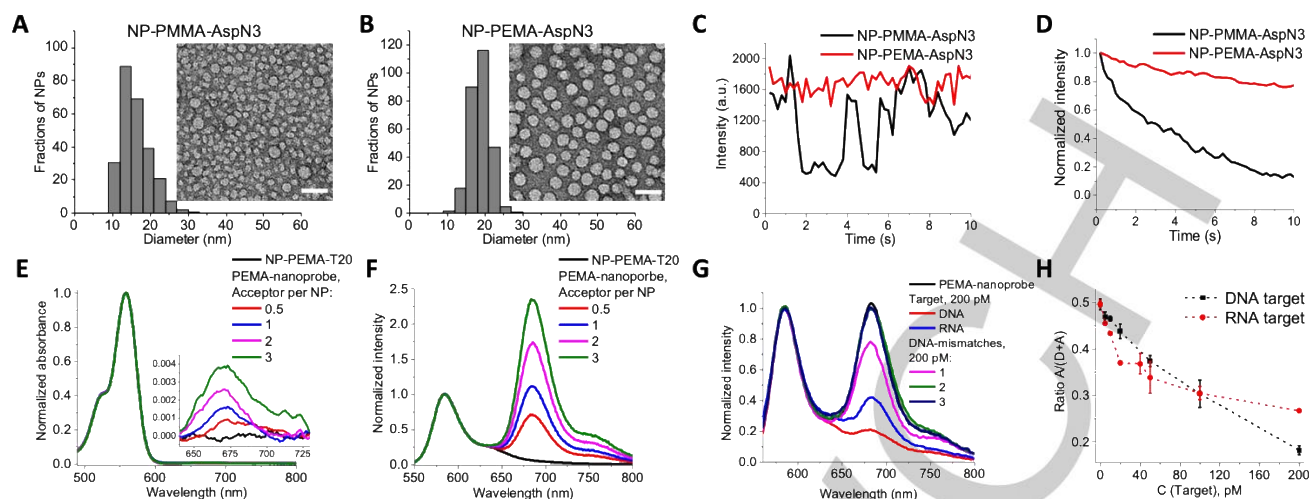 A
NP-PMMA-AspN3
Fractions of NPs
100
80
60
40
20
0
0 10 20 30 40 50 60
Diameter (nm)
B
NP-PEMA-AspN3
Fractions of NPs
120
100
80
60
40
20
0
0 10 20 30 40 50 60
Diameter (nm)
C
NP-PMMA-AspN3
NP-PEMA-AspN3
Intensity (a.u.)
2000
1600
1200
800
400
0 2 4 6 8 10
Time (s)
D
NP-PMMA-AspN3
NP-PEMA-AspN3
Normalized intensity
1.0
0.8
0.6
0.4
0.2
0.0
0 2 4 6 8 10
Time (s)
E
NP-PEMA-T20
PEMA-nanoprobe,
Acceptor per NP:
0.5
1
2
3
Normalized absorbance
1.0
0.8
0.6
0.4
0.2
0.0
0.004
0.003
0.002
0.001
0.000
650 675 700 725
500 550 600 650 700 750 800
Wavelength (nm)
F
NP-PEMA-T20
PEMA-nanoporbe,
Acceptor per NP
0.5
1
2
3
Normalized intensity
2.5
2.0
1.5
1.0
0.5
0.0
550 600 650 700 750 800
Wavelength (nm)
G
PEMA-nanoprobe
Target, 200 pM
DNA
RNA
DNA-mismatches,
200 pM:
1
2
3
Normalized intensity
1.0
0.8
0.6
0.4
0.2
0.0
600 650 700 750 800
Wavelength (nm)
H
DNA target
RNA target
Ratio A/(D+A)
0.5
0.4
0.3
0.2
0 20 40 60 80 100 120 140 160 200
C (Target), pM